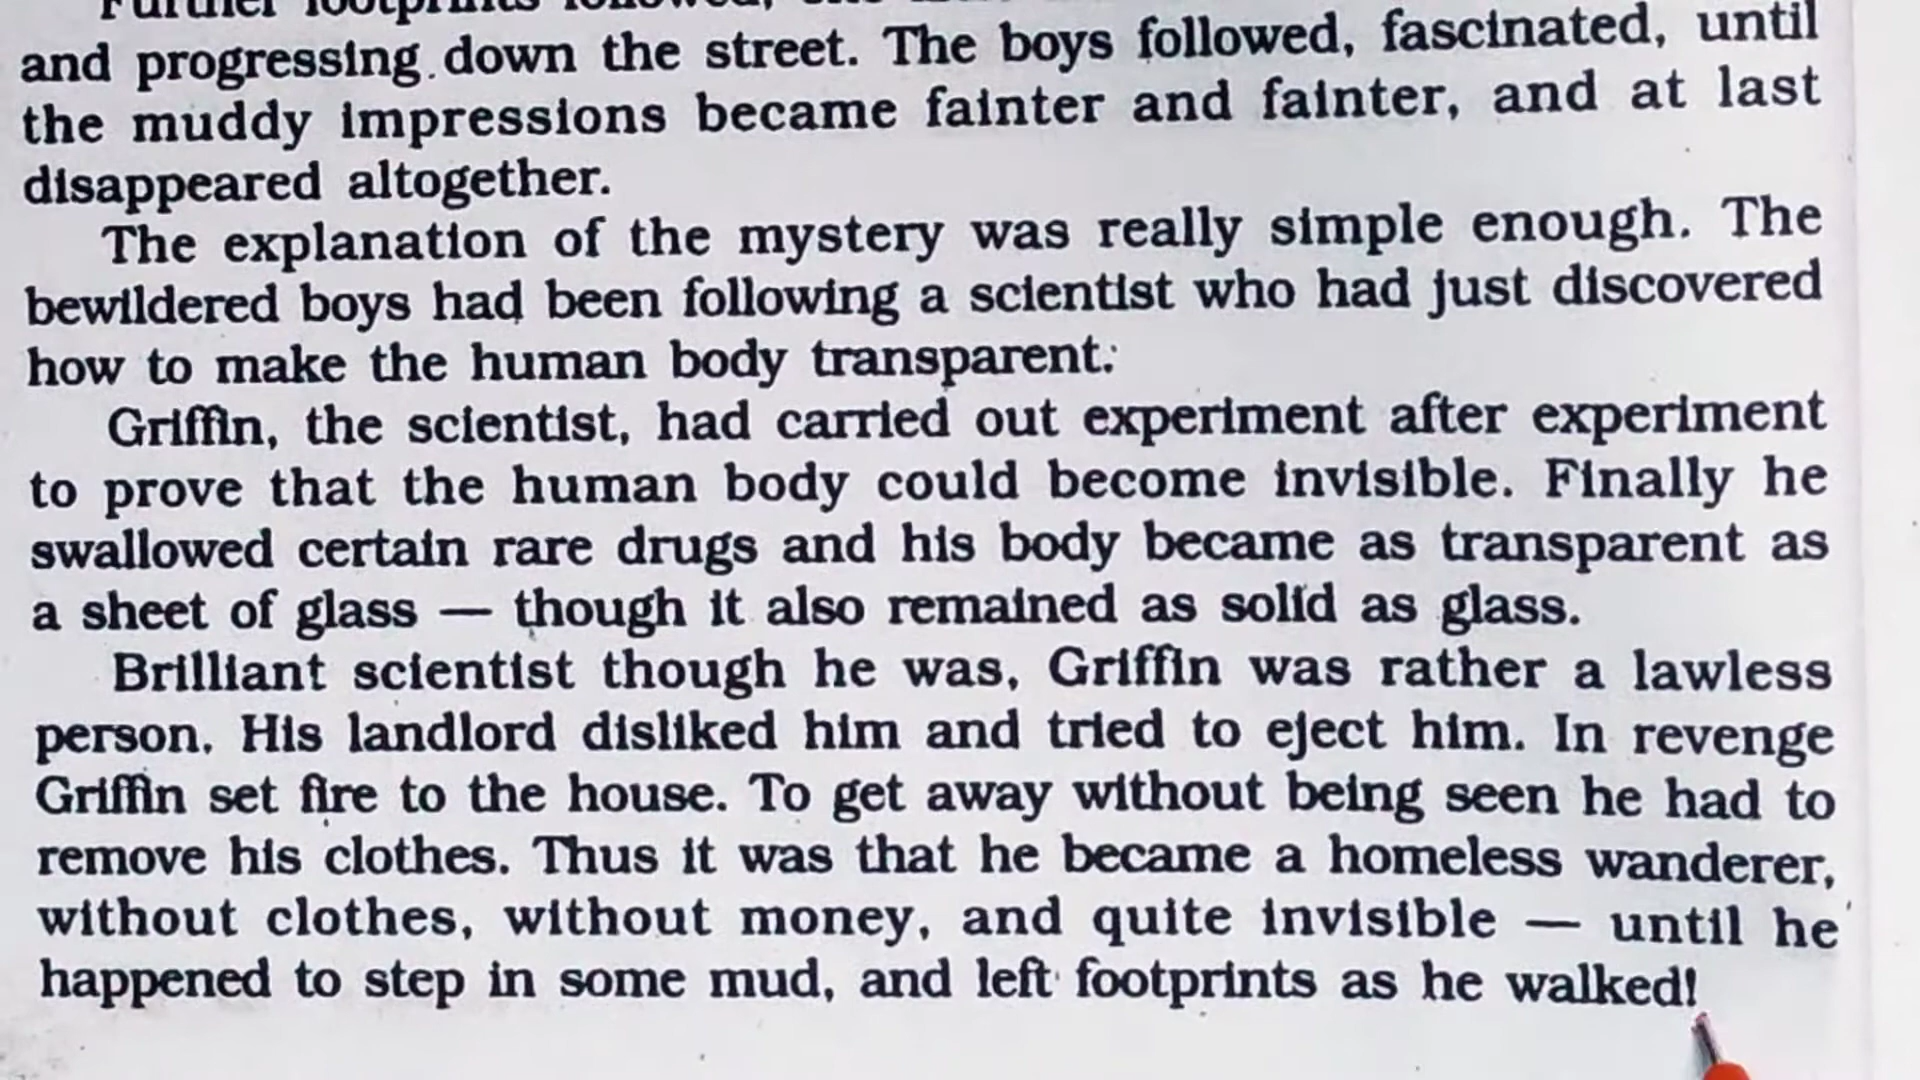 Further footprints followed,
and progressing down the street. The boys followed, fascinated, until
the muddy impressions became fainter and fainter, and at last
disappeared altogether.
The explanation of the mystery was really simple enough. The
bewildered boys had been following a scientist who had just discovered
how to make the human body transparent.
Griffin, the scientist, had carried out experiment after experiment
to prove that the human body could become invisible. Finally he
swallowed certain rare drugs and his body became as transparent as
a sheet of glass — though it also remained as solid as glass.
Brilliant scientist though he was, Griffin was rather a lawless
person. His landlord disliked him and tried to eject him. In revenge
Griffin set fire to the house. To get away without being seen he had to
remove his clothes. Thus it was that he became a homeless wanderer,
without clothes, without money, and quite invisible — until he
happened to step in some mud, and left footprints as he walked!